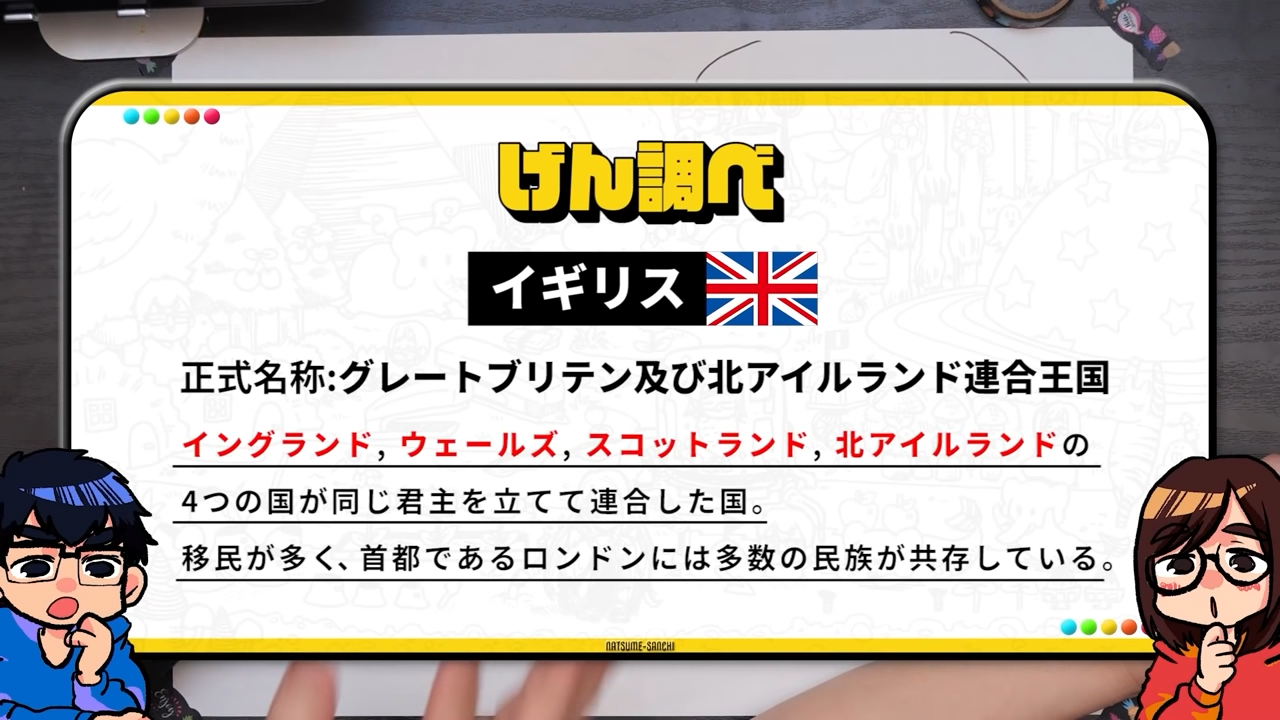 げん調べ
イギリス
正式名称:グレートブリテン及び北アイルランド連合王国
イングランド, ウェールズ, スコットランド, 北アイルランドの
4つの国が同じ君主を立てて連合した国。
移民が多く、首都であるロンドンには多数の民族が共存している。
NATSUME-SANCHI